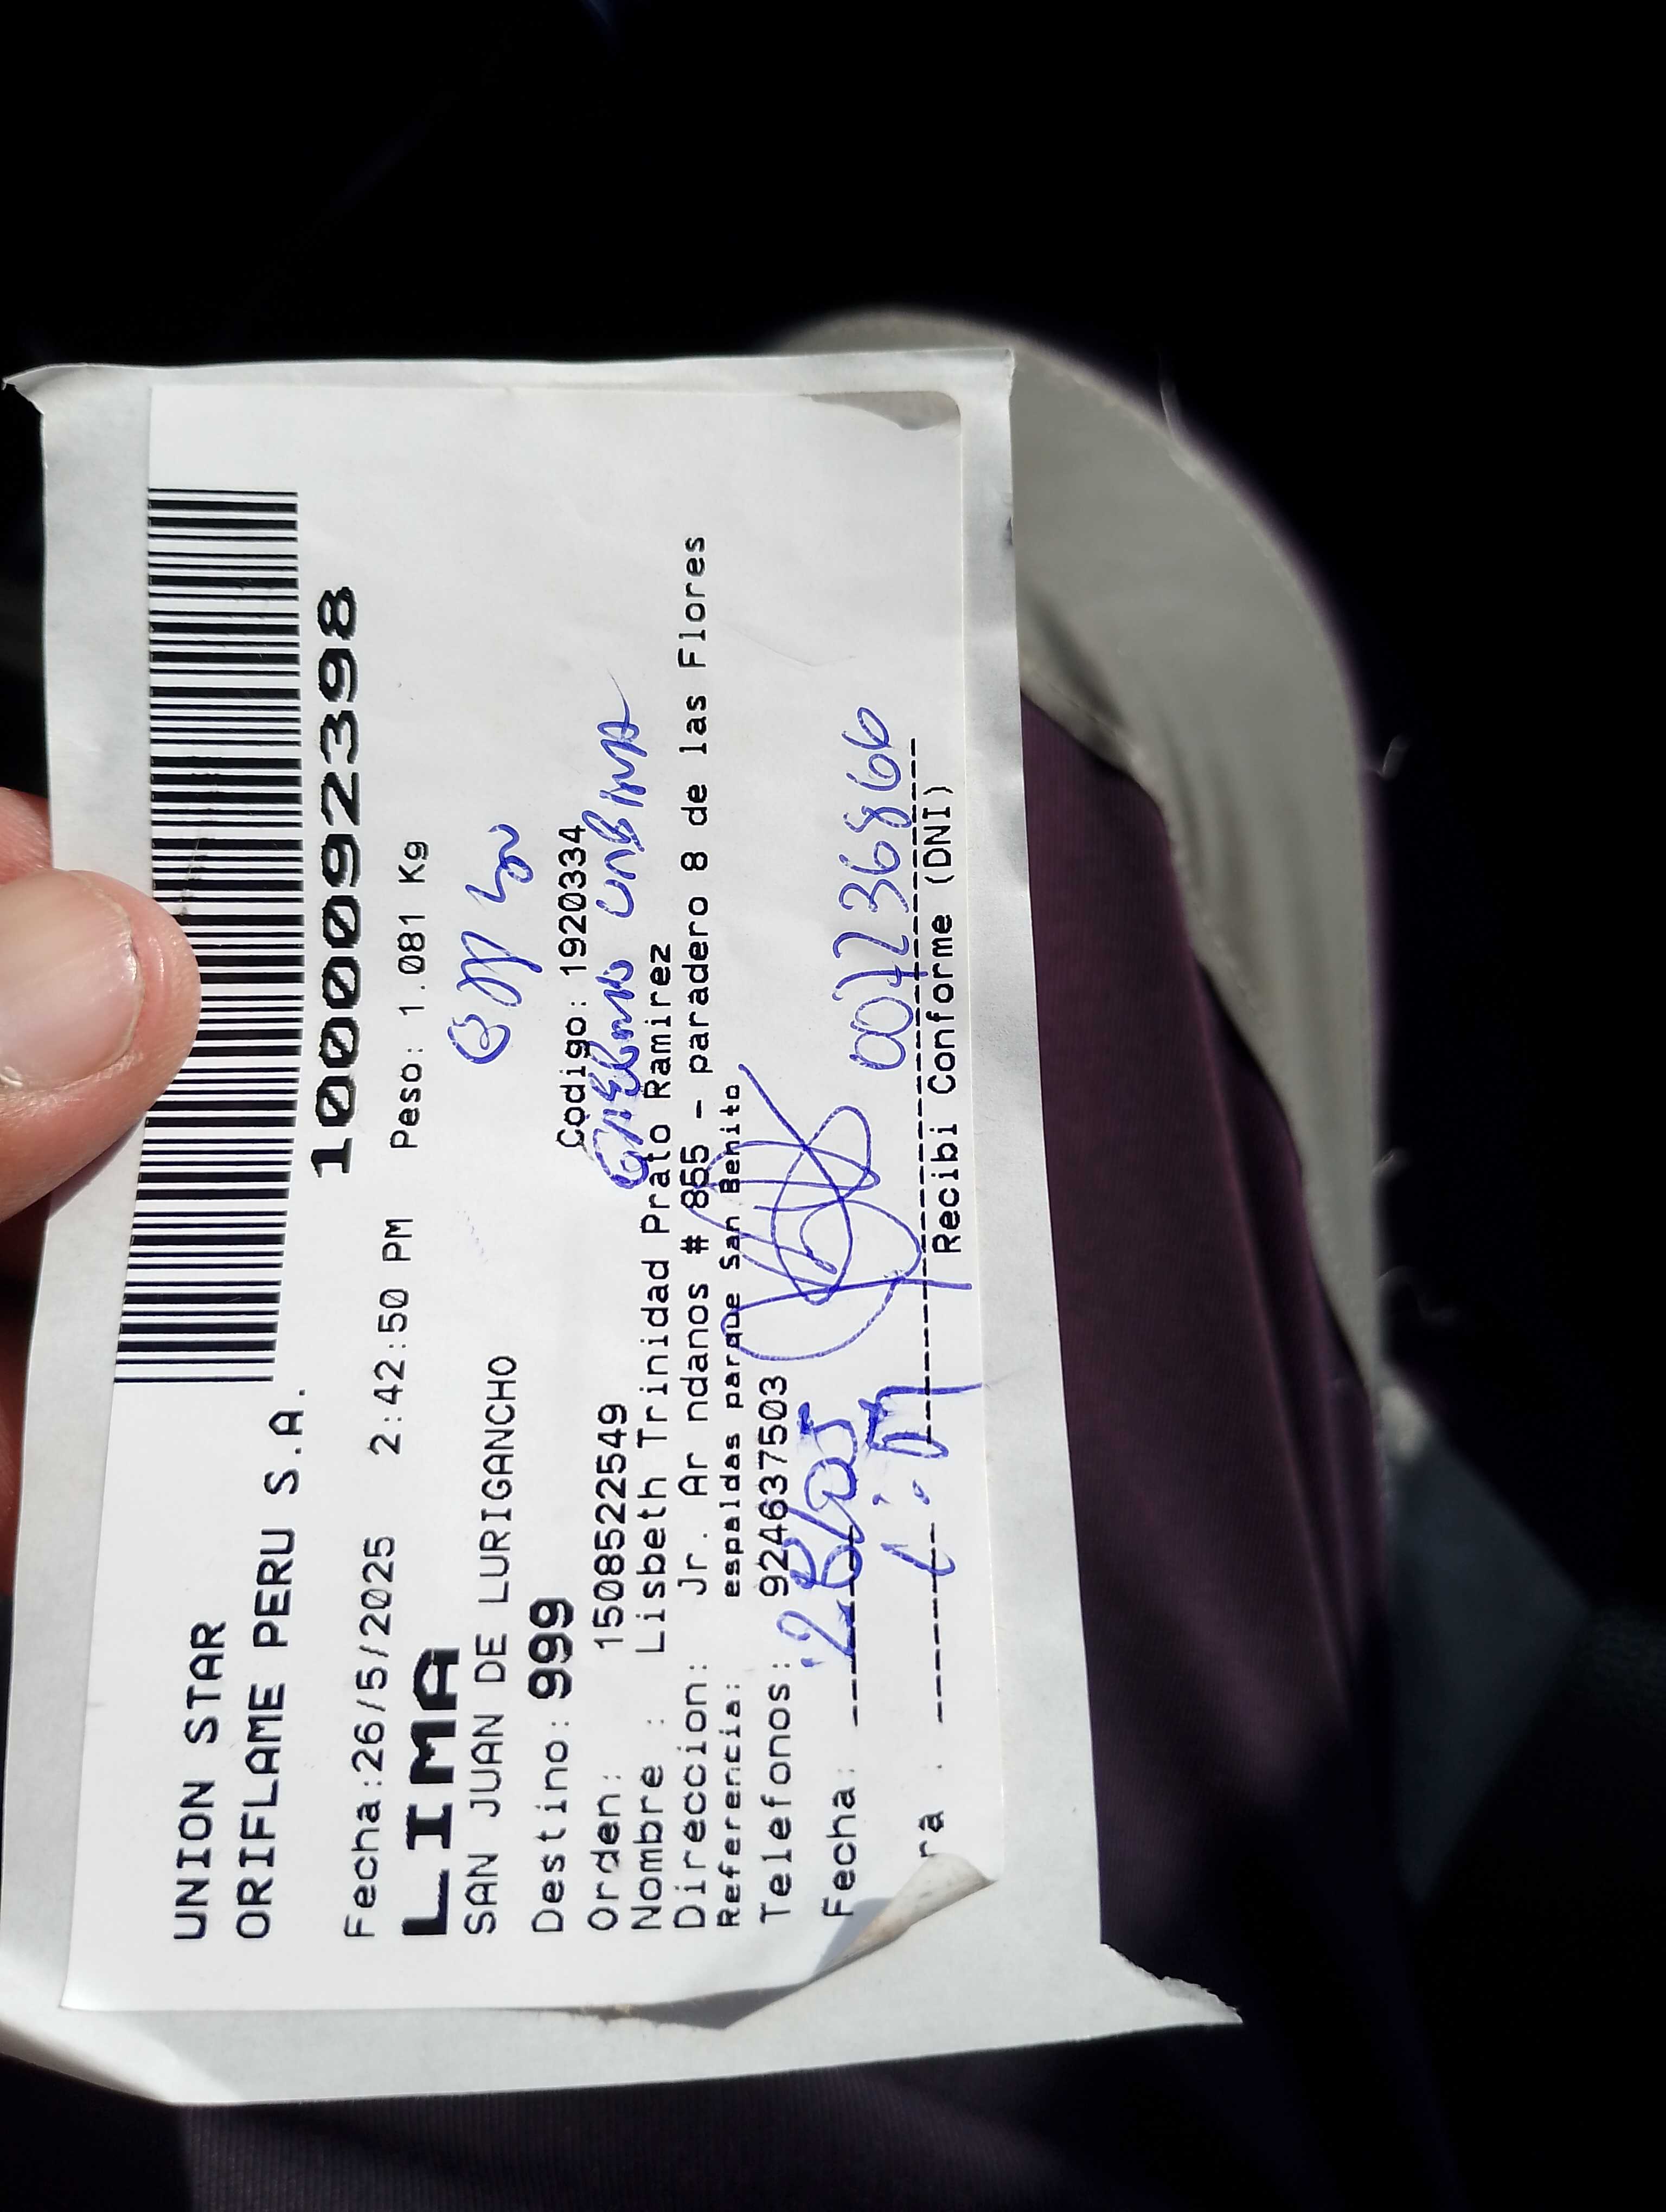 UNION STAR
ORIFLAME PERU S.A.
1000092398
Fecha:26/5/2025 2:42:50 PM Peso: 1.081 Kg
LIMA
SAN JUAN DE LURIGANCHO
Destino: 999
Codigo: 1920334
Orden: 1508522549
Nombre : Lisbeth Trinidad Prato Ramirez
Direccion: Jr. Ar ndanos # 855 - paradero 8 de las Flores
Referencia: espaldas parque San Benito
Telefonos: 924637503
Fecha:
ra :
Recibi Conforme (DNI)